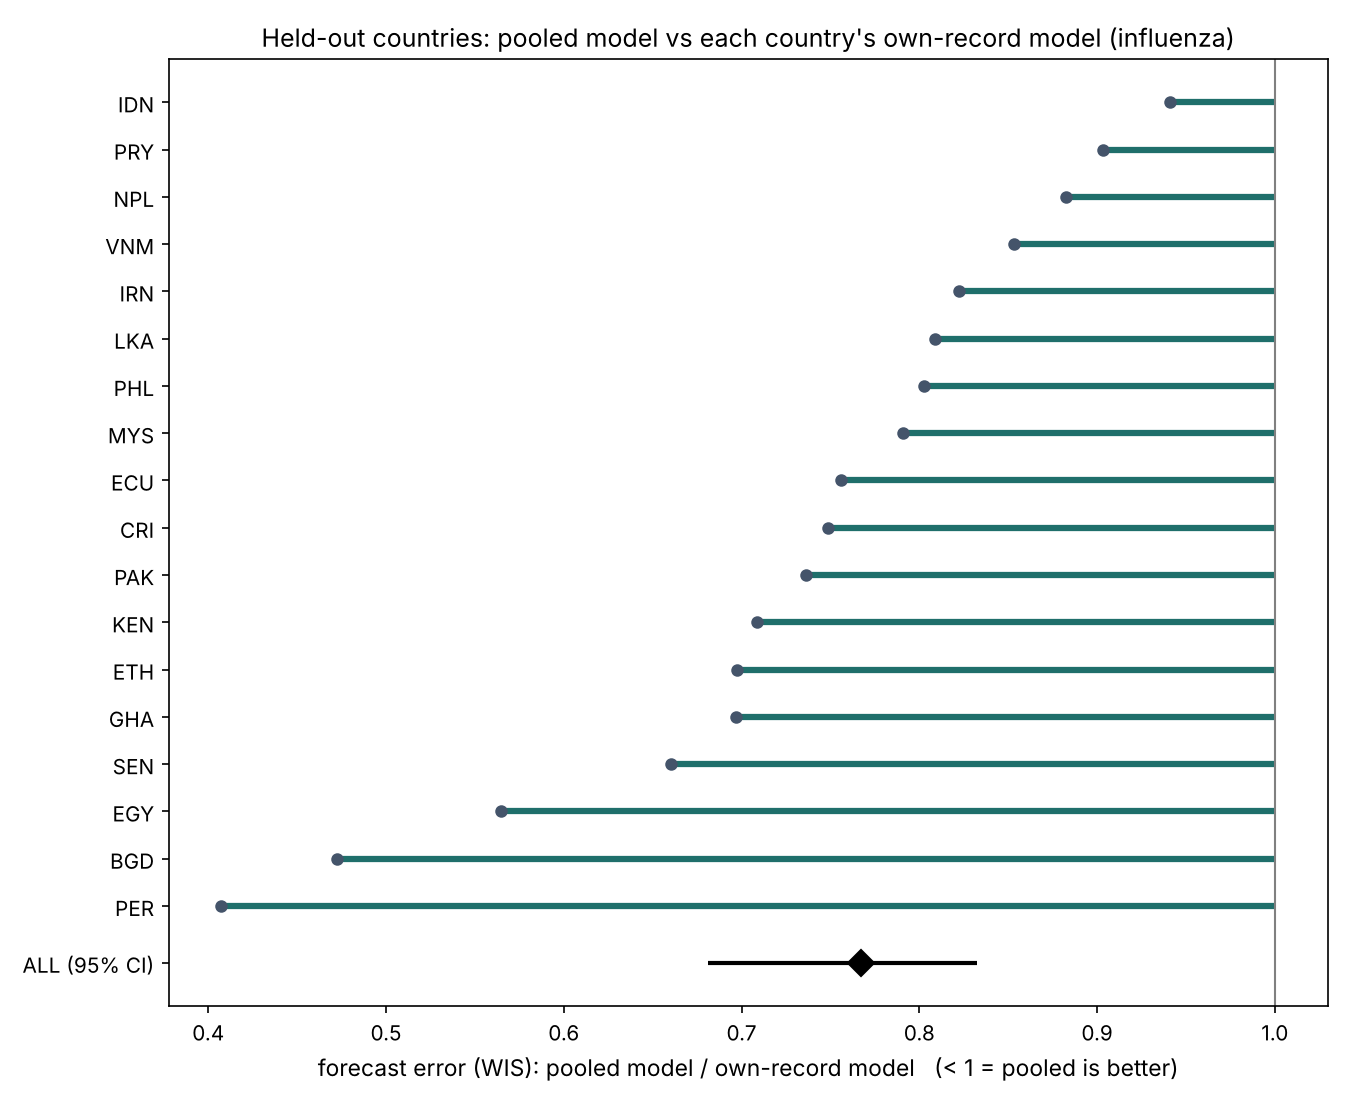 Held-out countries: pooled model vs each country's own-record model (influenza)
IDN
PRY
NPL
VNM
IRN
LKA
PHL
MYS
ECU
CRI
PAK
KEN
ETH
GHA
SEN
EGY
BGD
PER
ALL (95% CI)
0.4 0.5 0.6 0.7 0.8 0.9 1.0
forecast error (WIS): pooled model / own-record model (< 1 = pooled is better)